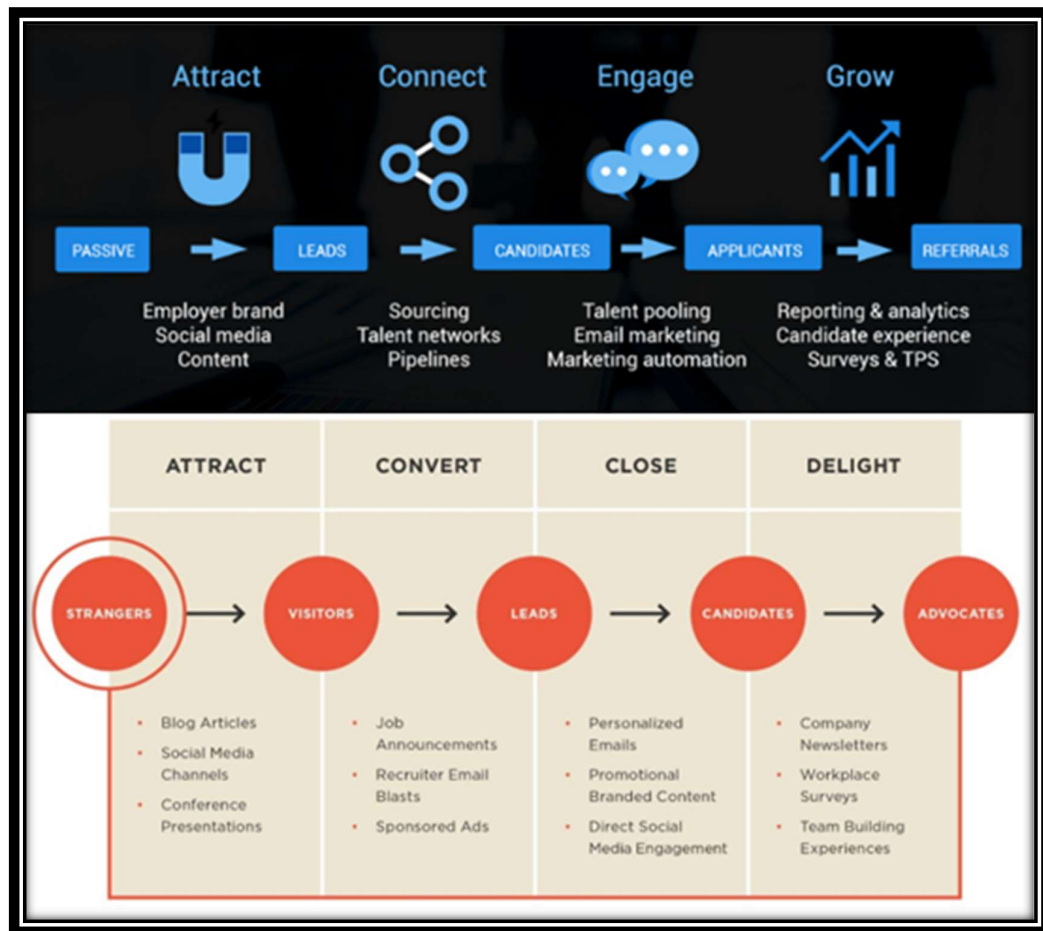 Attract Connect Engage Grow
PASSIVE LEADS CANDIDATES APPLICANTS REFERRALS
Employer brand
Social media
Content
Sourcing
Talent networks
Pipelines
Talent pooling
Email marketing
Marketing automation
Reporting & analytics
Candidate experience
Surveys & TPS
ATTRACT CONVERT CLOSE DELIGHT
STRANGERS VISITORS LEADS CANDIDATES ADVOCATES
• Blog Articles
• Social Media
Channels
• Conference
Presentations
• Job
Announcements
• Recruiter Email
Blasts
• Sponsored Ads
• Personalized
Emails
• Promotional
Branded Content
• Direct Social
Media Engagement
• Company
Newsletters
• Workplace
Surveys
• Team Building
Experiences